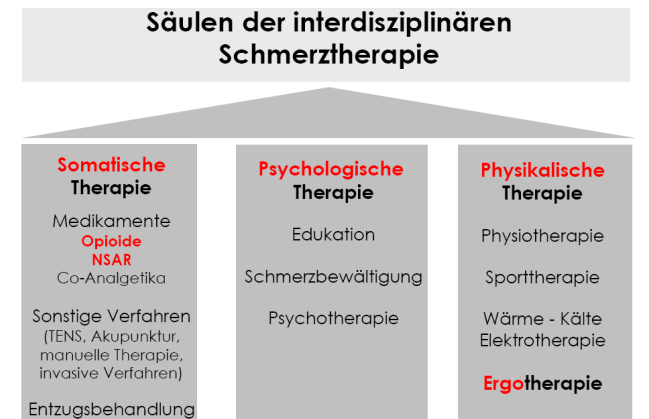 Säulen der interdisziplinären
Schmerztherapie
Somatische
Therapie
Medikamente
Opioide
NSAR
Co-Analgetika
Sonstige Verfahren
(TENS, Akupunktur,
manuelle Therapie,
invasive Verfahren)
Entzugsbehandlung
Psychologische
Therapie
Edukation
Schmerzbewältigung
Psychotherapie
Physikalische
Therapie
Physiotherapie
Sporttherapie
Wärme - Kälte
Elektrotherapie
Ergotherapie